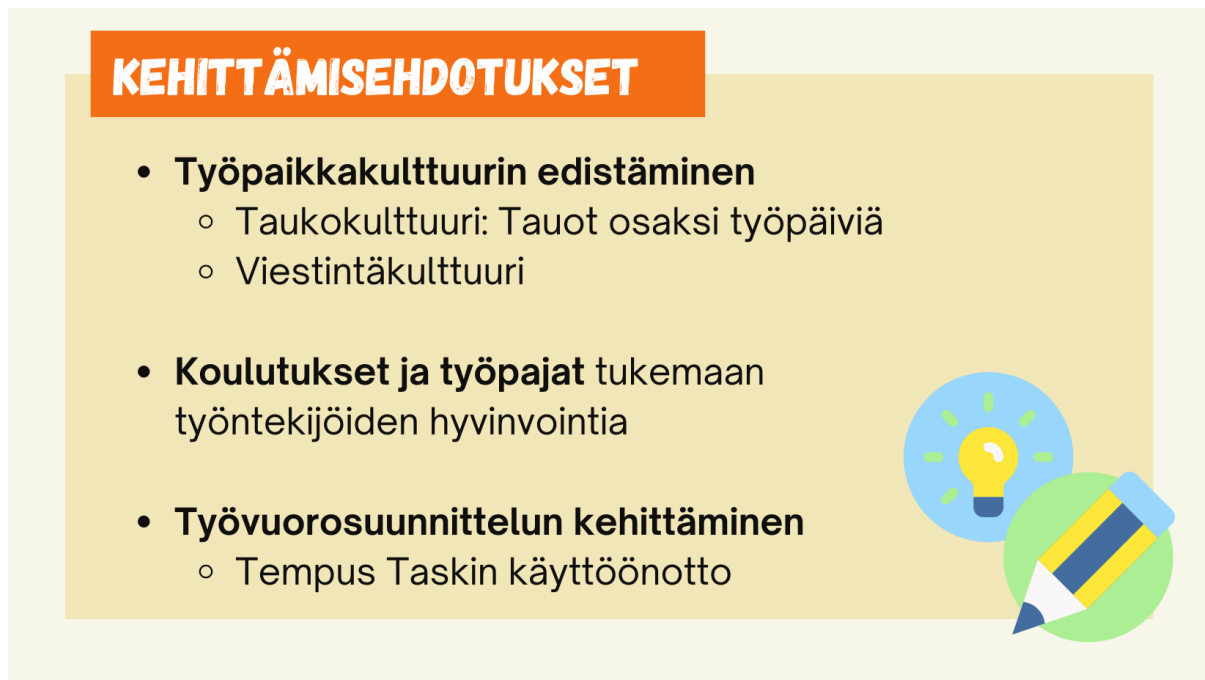 KEHITTÄMISEHDOTUKSET
• Työpaikkakulttuurin edistäminen
◦ Taukokulttuuri: Tauot osaksi työpäiviä
◦ Viestintäkulttuuri
• Koulutukset ja työpajat tukemaan
työntekijöiden hyvinvointia
• Työvuorosuunnittelun kehittäminen
◦ Tempus Taskin käyttöönotto